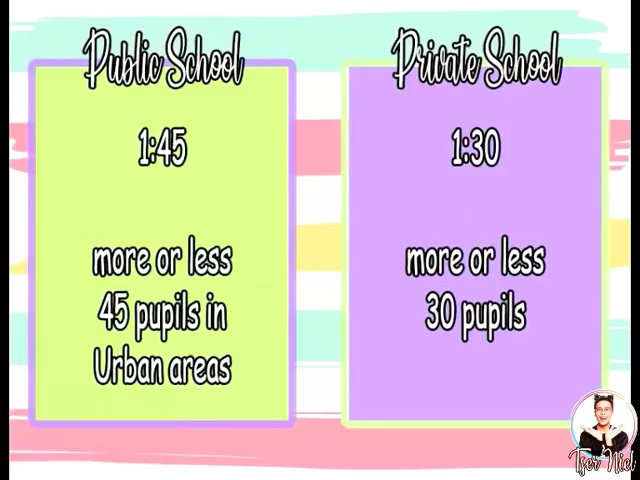 Public School
1:45
more or less
45 pupils in
Urban areas
Private School
1:30
more or less
30 pupils
Tser Niel